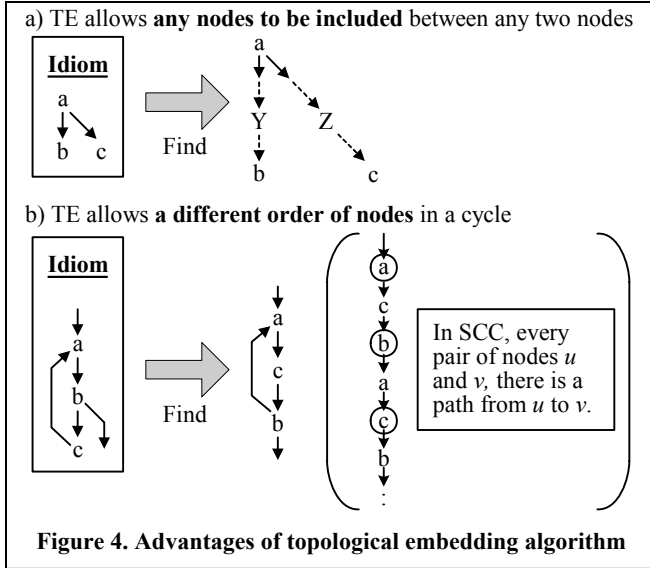 a) TE allows any nodes to be included between any two nodes
Idiom
a
b c
Find
a
Y Z
b c
b) TE allows a different order of nodes in a cycle
Idiom
a
b
c
Find
a
c
b
a
c
b
a
c
b
:
In SCC, every
pair of nodes u
and v, there is a
path from u to v.
Figure 4. Advantages of topological embedding algorithm